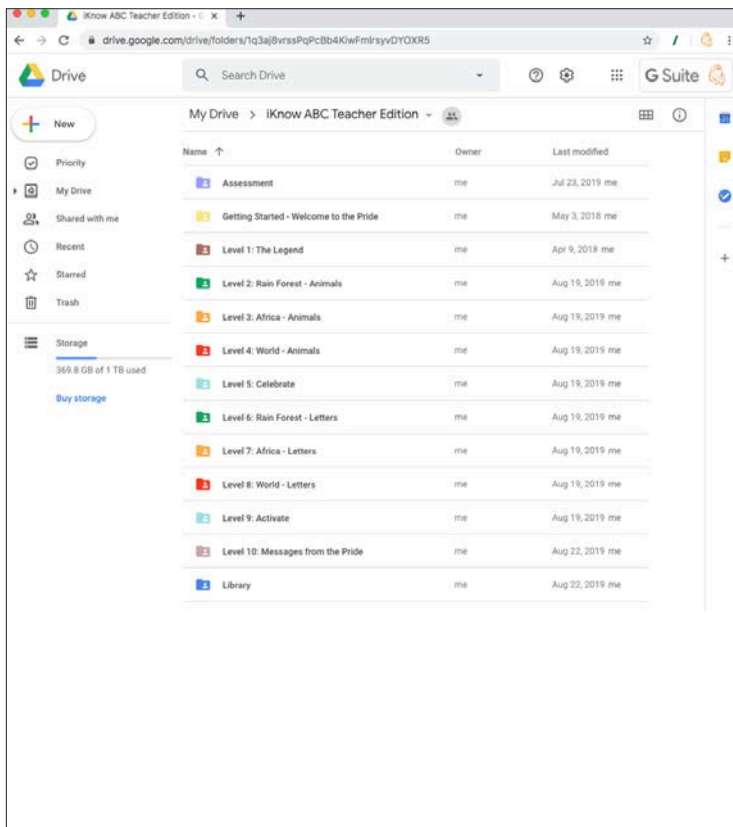 iKnow ABC Teacher Edition - G
drive.google.com/drive/folders/1q3aj8vrssPqPcBb4KiwFmlrsyvDYOXR5
Drive
Search Drive
G Suite
New
My Drive > iKnow ABC Teacher Edition
Name Owner Last modified
Priority
My Drive
Shared with me
Recent
Starred
Trash
Storage
369.8 GB of 1 TB used
Buy storage
Assessment me Jul 23, 2019 me
Getting Started - Welcome to the Pride me May 3, 2018 me
Level 1: The Legend me Apr 9, 2018 me
Level 2: Rain Forest - Animals me Aug 19, 2019 me
Level 3: Africa - Animals me Aug 19, 2019 me
Level 4: World - Animals me Aug 19, 2019 me
Level 5: Celebrate me Aug 19, 2019 me
Level 6: Rain Forest - Letters me Aug 19, 2019 me
Level 7: Africa - Letters me Aug 19, 2019 me
Level 8: World - Letters me Aug 19, 2019 me
Level 9: Activate me Aug 19, 2019 me
Level 10: Messages from the Pride me Aug 22, 2019 me
Library me Aug 22, 2019 me